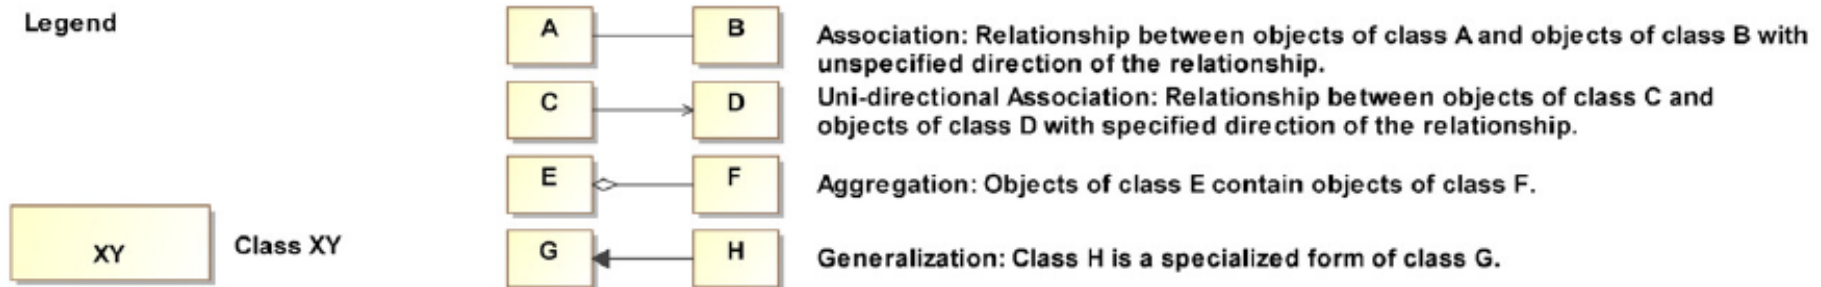 Legend
A
B
Association: Relationship between objects of class A and objects of class B with
unspecified direction of the relationship.
C
D
Uni-directional Association: Relationship between objects of class C and
objects of class D with specified direction of the relationship.
E
F
Aggregation: Objects of class E contain objects of class F.
XY
Class XY
G
H
Generalization: Class H is a specialized form of class G.